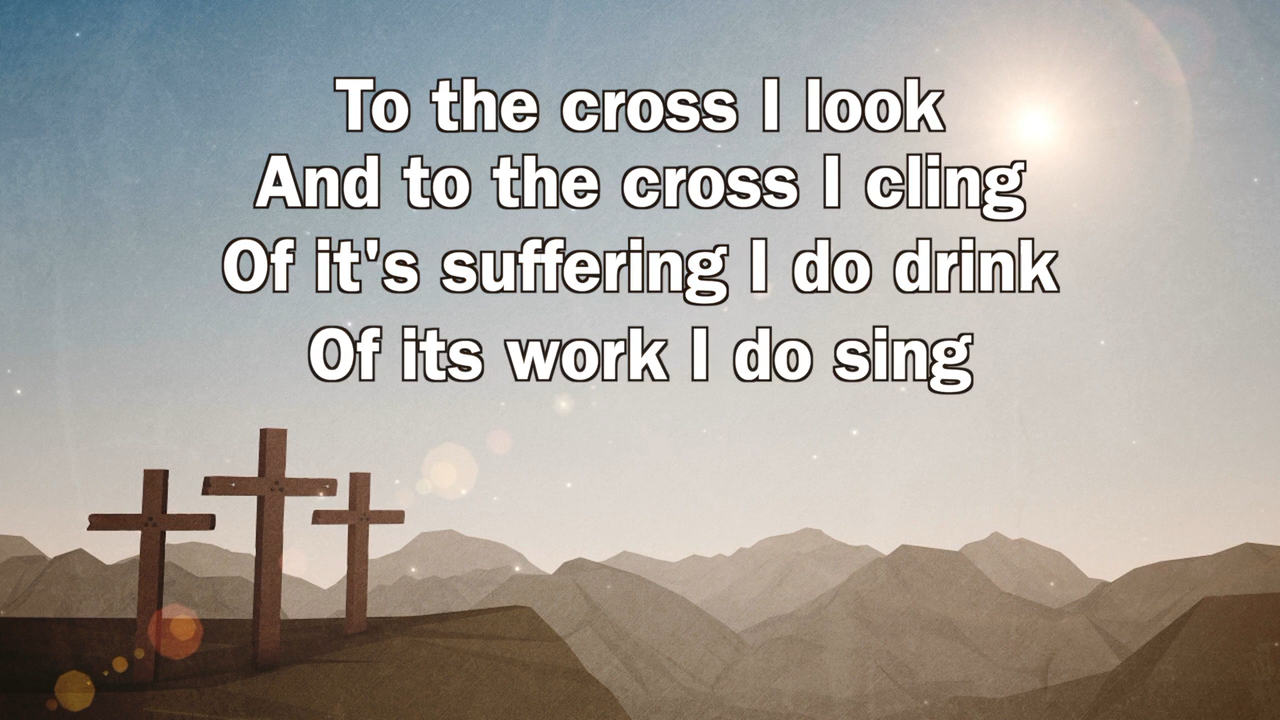 To the cross I look
And to the cross I cling
Of it's suffering I do drink
Of its work I do sing